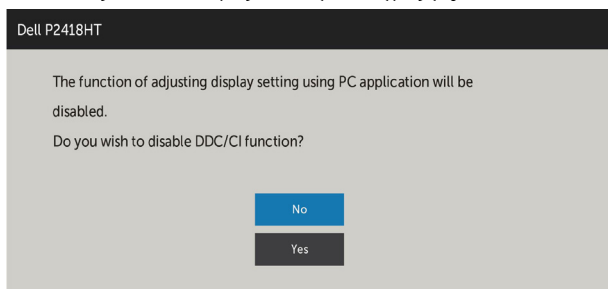 Dell P2418HT
The function of adjusting display setting using PC application will be
disabled.
Do you wish to disable DDC/CI function?
No
Yes